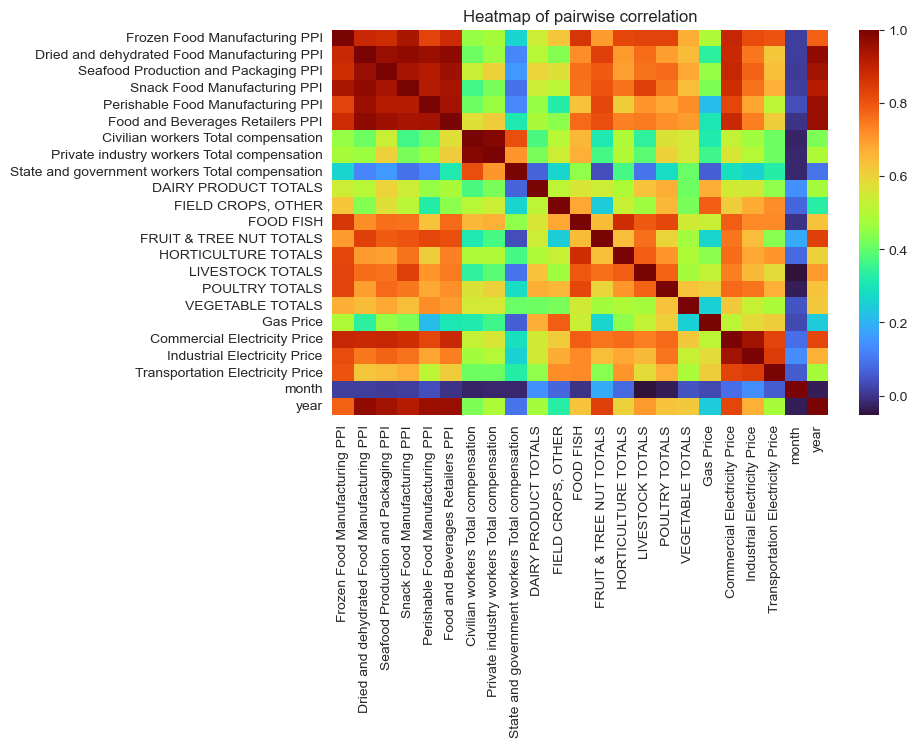 Heatmap of pairwise correlation
Frozen Food Manufacturing PPI
Dried and dehydrated Food Manufacturing PPI
Seafood Production and Packaging PPI
Snack Food Manufacturing PPI
Perishable Food Manufacturing PPI
Food and Beverages Retailers PPI
Civilian workers Total compensation
Private industry workers Total compensation
State and government workers Total compensation
DAIRY PRODUCT TOTALS
FIELD CROPS, OTHER
FOOD FISH
FRUIT & TREE NUT TOTALS
HORTICULTURE TOTALS
LIVESTOCK TOTALS
POULTRY TOTALS
VEGETABLE TOTALS
Gas Price
Commercial Electricity Price
Industrial Electricity Price
Transportation Electricity Price
month
year
1.0
0.8
0.6
0.4
0.2
0.0
Frozen Food Manufacturing PPI
Dried and dehydrated Food Manufacturing PPI
Seafood Production and Packaging PPI
Snack Food Manufacturing PPI
Perishable Food Manufacturing PPI
Food and Beverages Retailers PPI
Civilian workers Total compensation
Private industry workers Total compensation
State and government workers Total compensation
DAIRY PRODUCT TOTALS
FIELD CROPS, OTHER
FOOD FISH
FRUIT & TREE NUT TOTALS
HORTICULTURE TOTALS
LIVESTOCK TOTALS
POULTRY TOTALS
VEGETABLE TOTALS
Gas Price
Commercial Electricity Price
Industrial Electricity Price
Transportation Electricity Price
month
year